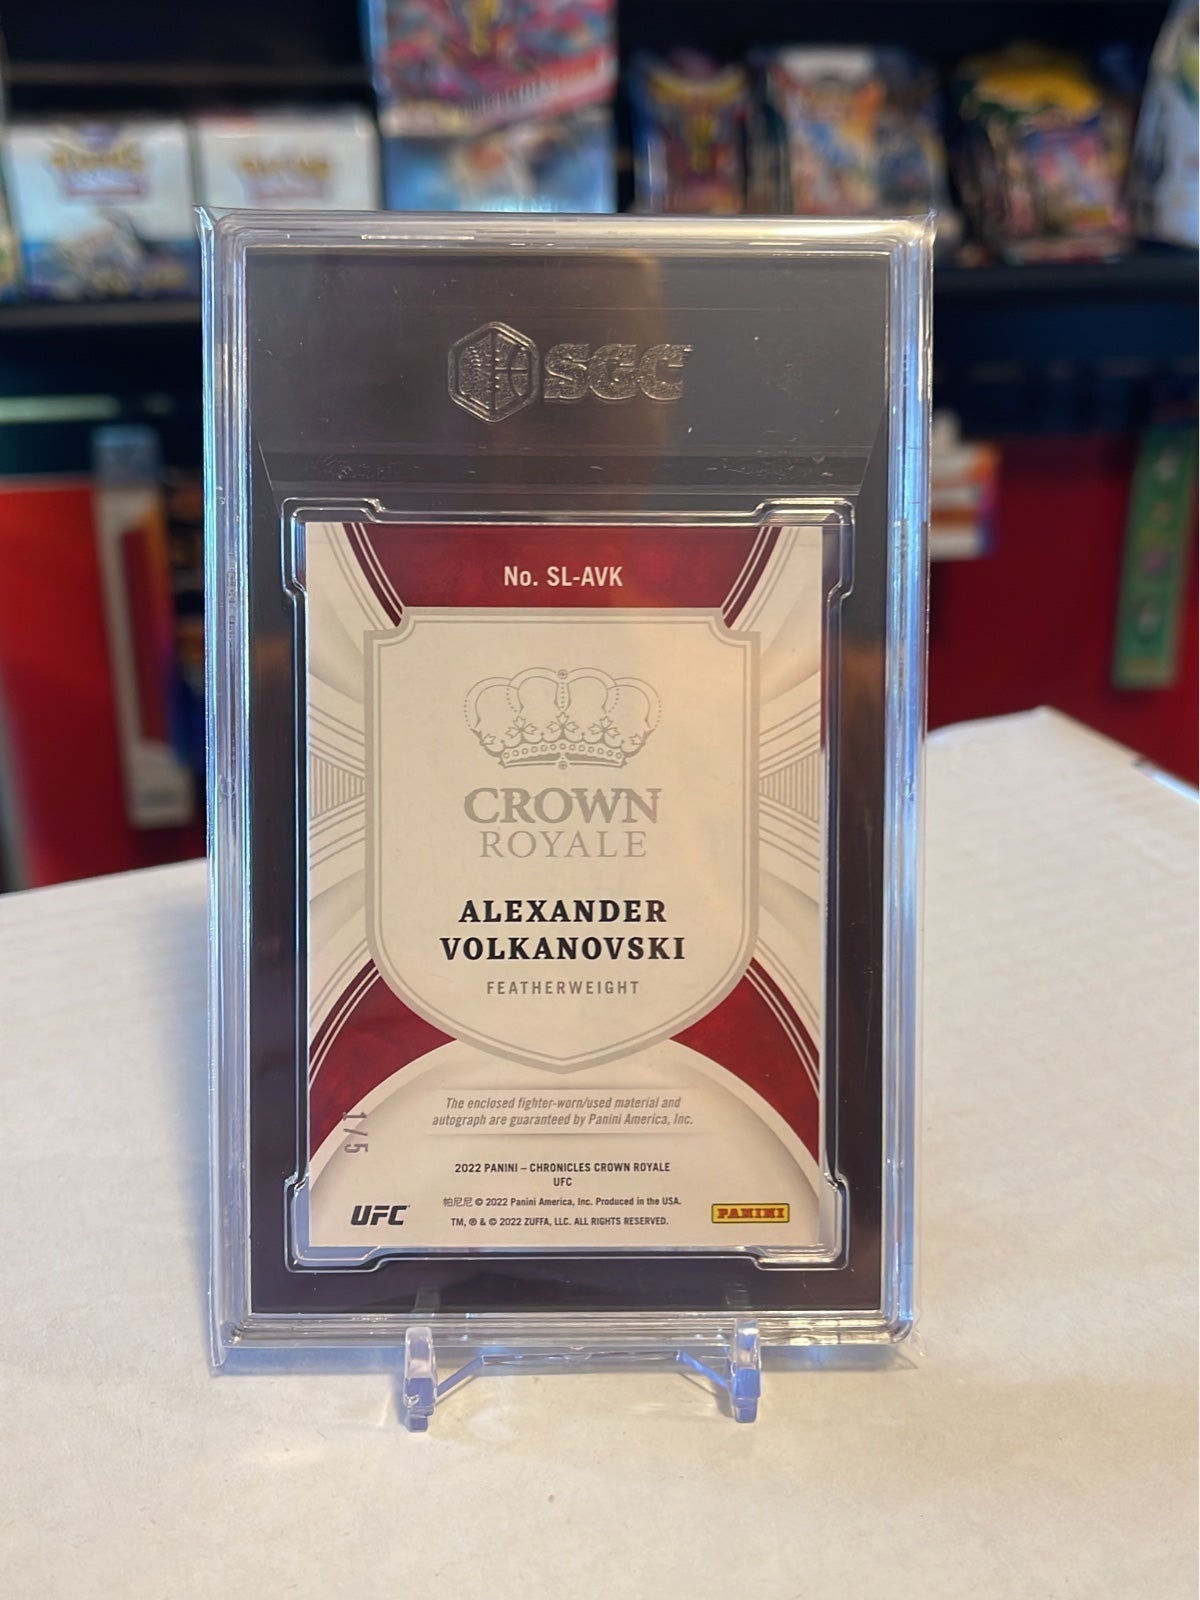 SGC
No. SL-AVK
CROWN
ROYALE
ALEXANDER
VOLKANOVSKI
FEATHERWEIGHT
The enclosed fighter-worn/used material and
autograph are guaranteed by Panini America, Inc.
1/5
2022 PANINI – CHRONICLES CROWN ROYALE
UFC
帕尼尼 © 2022 Panini America, Inc. Produced in the USA.
TM, ® & © 2022 ZUFFA, LLC. ALL RIGHTS RESERVED.
UFC
PANINI